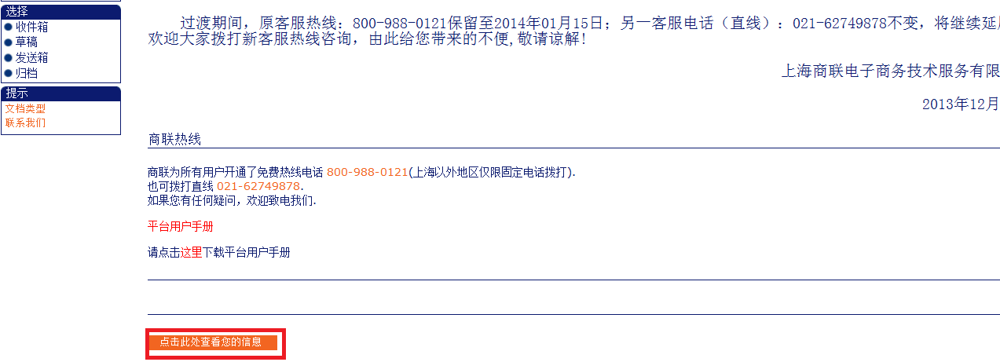 选择
收件箱
草稿
发送箱
归档
提示
文档类型
联系我们
过渡期间，原客服热线：800-988-0121保留至2014年01月15日；另一客服电话（直线）：021-62749878不变，将继续延
欢迎大家拨打新客服热线咨询，由此给您带来的不便,敬请谅解!
上海商联电子商务技术服务有限
2013年12月
商联热线
商联为所有用户开通了免费热线电话 800-988-0121(上海以外地区仅限固定电话拨打).
也可拨打直线 021-62749878.
如果您有任何疑问，欢迎致电我们.
平台用户手册
请点击这里下载平台用户手册
点击此处查看您的信息